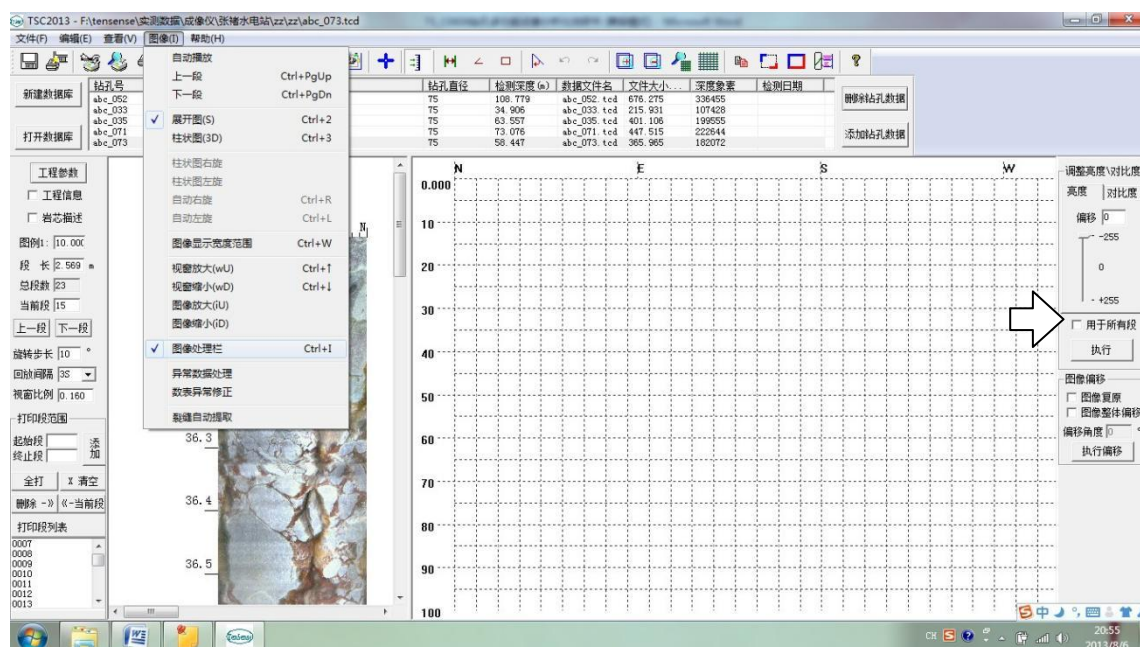 TSC2013 - F:\tensense\实测数据\成像仪\张褚水电站\zz\zz\abc_073.tcd
文件(F) 编辑(E) 查看(V) 图像(I) 帮助(H)
自动播放
上一段 Ctrl+PgUp
下一段 Ctrl+PgDn
✓ 展开图(S) Ctrl+2
柱状图(3D) Ctrl+3
柱状图右旋
柱状图左旋
自动右旋 Ctrl+R
自动左旋 Ctrl+L
图像显示宽度范围 Ctrl+W
视窗放大(wU) Ctrl+↑
视窗缩小(wD) Ctrl+↓
图像放大(iU)
图像缩小(iD)
✓ 图像处理栏 Ctrl+I
异常数据处理
数表异常修正
裂缝自动提取
新建数据库
打开数据库
钻孔号 钻孔直径 检测深度(m) 数据文件名 文件大小... 深度象素 检测日期
abc_052 75 108.779 abc_052.tcd 676.275 336455
abc_033 75 34.906 abc_033.tcd 215.931 107428
abc_035 75 63.557 abc_035.tcd 401.106 199555
abc_071 75 73.076 abc_071.tcd 447.515 222644
abc_073 75 58.447 abc_073.tcd 365.965 182072
删除钻孔数据
添加钻孔数据
工程参数
工程信息
岩芯描述
图例1: 10.00
段 长 2.569 m
总段数 23
当前段 15
上一段 下一段
旋转步长 10 °
回放间隔 3S
视窗比例 0.160
打印段范围
起始段
终止段
添加
全打 X 清空
删除 -》 《-当前段
打印段列表
0007
0008
0009
0010
0011
0012
0013
N
36.3
36.4
36.5
N E S W
0.000
10
20
30
40
50
60
70
80
90
100
调整亮度\对比度
亮度 对比度
偏移 0
-255
0
+255
用于所有段
执行
图像偏移
图像复原
图像整体偏移
偏移角度 0 °
执行偏移
中
CH
20:55
2013/8/6